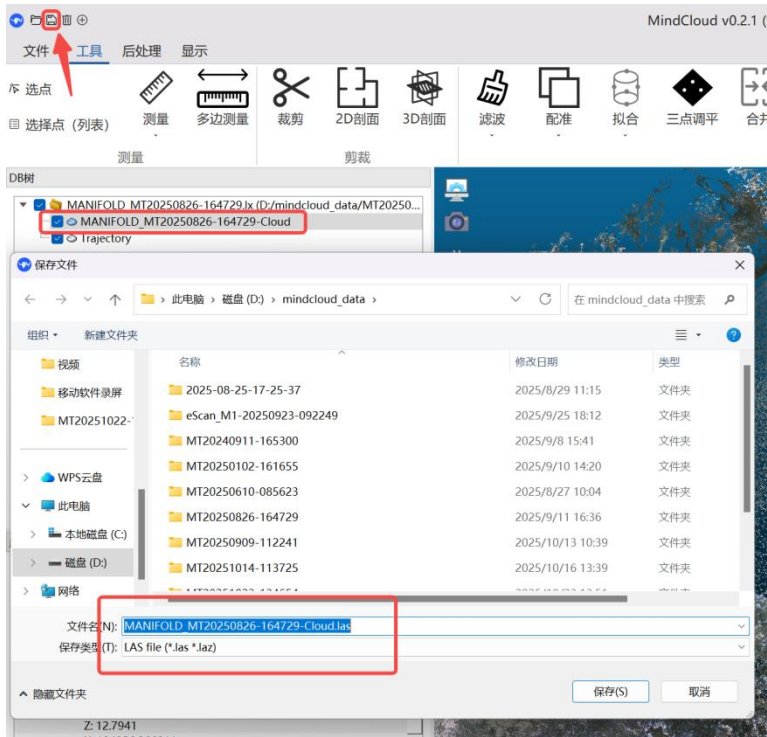 MindCloud v0.2.1 (
文件 工具 后处理 显示
选点
选择点（列表）
测量 多边测量 裁剪 2D剖面 3D剖面 滤波 配准 拟合 三点调平 合并
测量 剪裁
DB树
MANIFOLD_MT20250826-164729.lx (D:/mindcloud_data/MT20250...
MANIFOLD_MT20250826-164729-Cloud
Trajectory
保存文件
此电脑 › 磁盘 (D:) › mindcloud_data ›
在 mindcloud_data 中搜索
组织 新建文件夹
名称 修改日期 类型
视频
移动软件录屏
MT20251022-
WPS云盘
此电脑
本地磁盘 (C:)
磁盘 (D:)
网络
2025-08-25-17-25-37 2025/8/29 11:15 文件夹
eScan_M1-20250923-092249 2025/9/25 18:12 文件夹
MT20240911-165300 2025/9/8 15:41 文件夹
MT20250102-161655 2025/9/10 14:20 文件夹
MT20250610-085623 2025/8/27 10:04 文件夹
MT20250826-164729 2025/9/11 16:36 文件夹
MT20250909-112241 2025/10/13 10:39 文件夹
MT20251014-113725 2025/10/16 13:39 文件夹
文件名(N): MANIFOLD_MT20250826-164729-Cloud.las
保存类型(T): LAS file (*.las *.laz)
隐藏文件夹 保存(S) 取消
Z: 12.7941